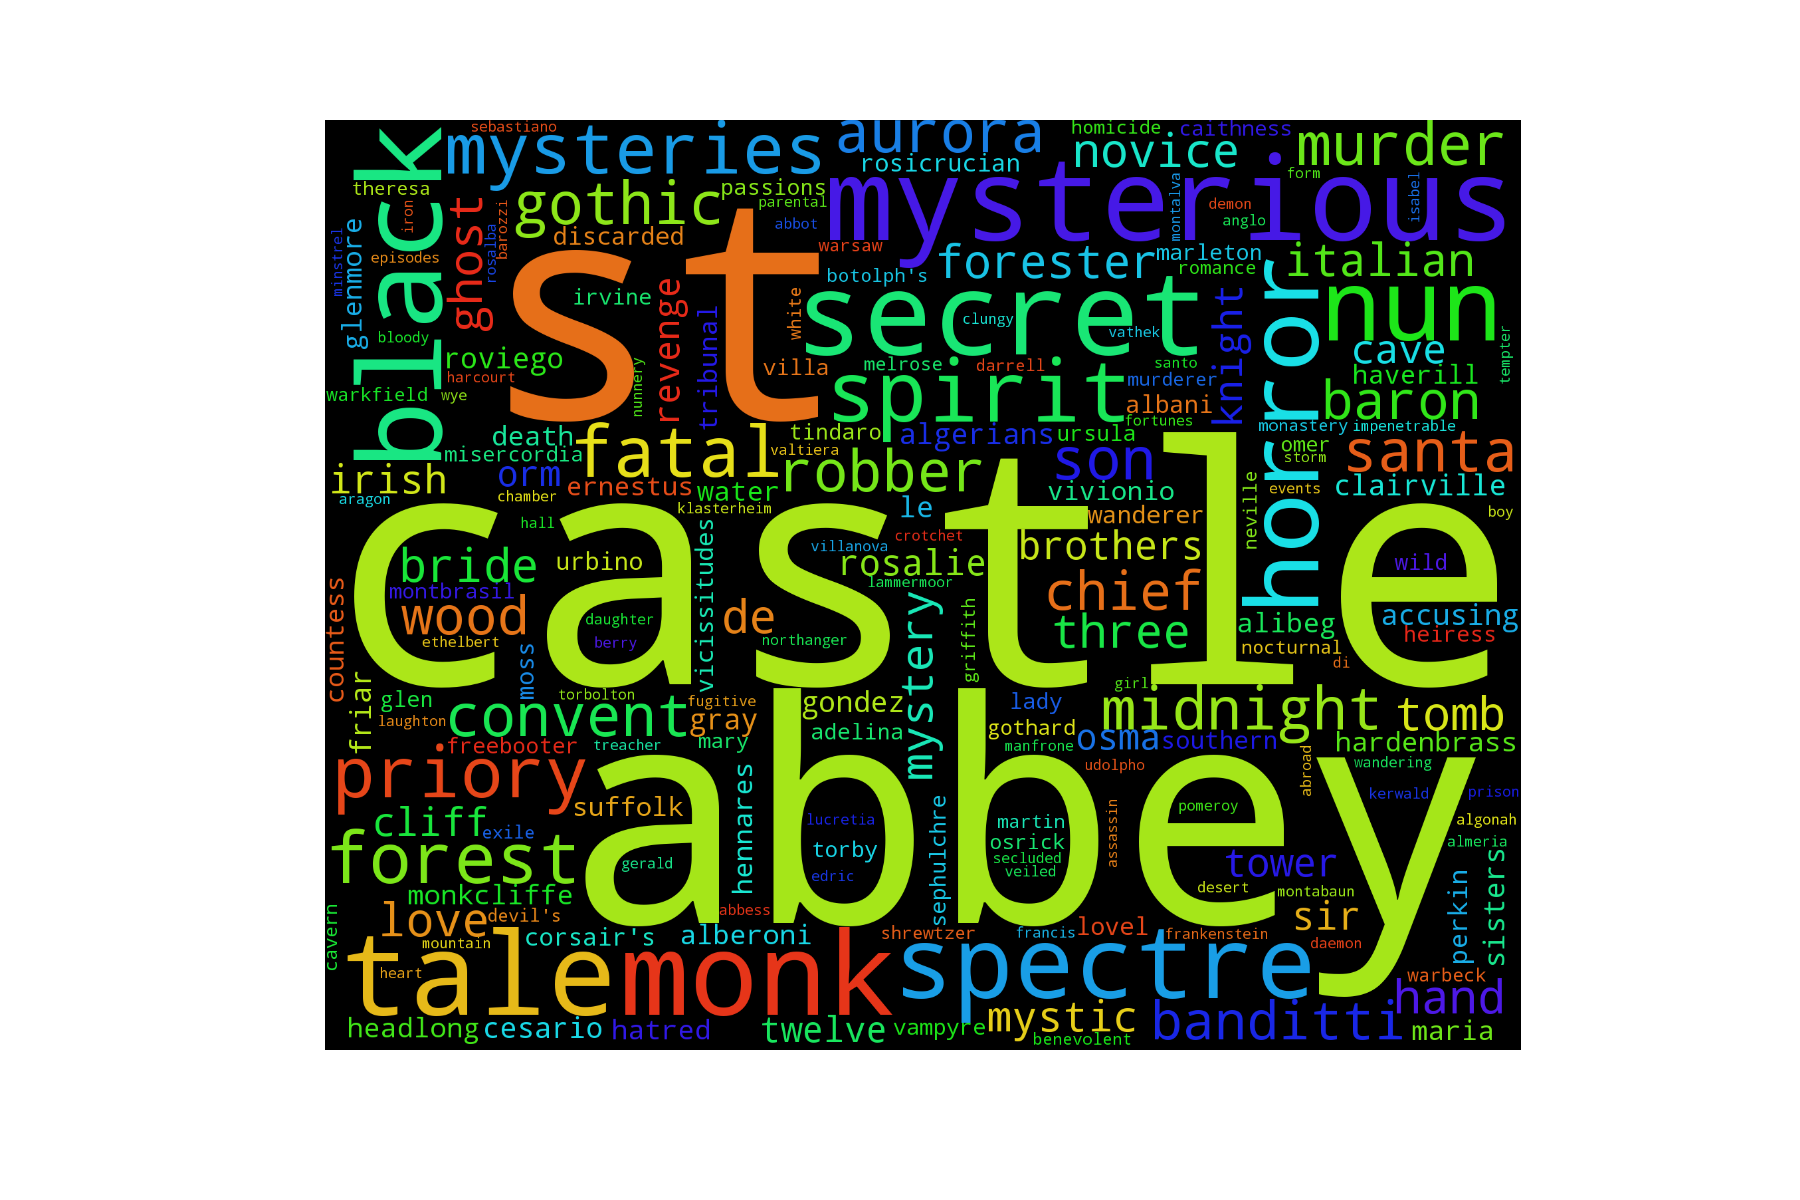 sebastiano
mysteries
aurora
homicide
caithness
murder
black
theresa
rosicrucian
novice
form
gothic
passions
parental
mysterious
montalva
isabel
iron
ghost
barozzi
rosalba
minstrel
glenmore
episodes
discarded
abbot
demon
anglo
warsaw
st
forester
marleton
italian
botolph's
romance
irvine
revenge
tribunal
white
secret
clungy
vathek
knight
horror
nun
bloody
roviego
harcourt
warkfield
wye
nunnery
villa
melrose
darrell
santo
murderer
cave
tempter
haverill
spirit
albani
fortunes
baron
death
misercordia
fatal
tindaro
valtiera
algerians
ursula
monastery
impenetrable
omer
storm
santa
irish
orm
robber
son
aragon
chamber
ernestus
water
klasterheim
le
vivionio
neville
events
clairville
boy
hall
castle
wanderer
vicissitudes
villanova
crotchet
brothers
bride
urbino
rosalie
wild
montbrasil
lammermoor
chief
countess
wood
daughter
de
mystery
griffith
three
alibeg
accusing
heiress
ethelbert
berry
northanger
nocturnal
di
moss
friar
glen
torbolton
fugitive
gondez
lady
girl
midnight
tomb
laughton
convent
gray
adelina
gothard
freebooter
treacher
mary
manfrone
osma
southern
hardenbrass
priory
hennares
udolpho
abroad
wandering
abbey
suffolk
sephulchre
assassin
pomeroy
kerwald
prison
cliff
exile
lucretia
martin
algonah
forest
gerald
torby
osrick
almeria
secluded
veiled
tower
sisters
monkcliffe
edric
desert
montabaun
perkin
cavern
love
devil's
abbess
sir
mountain
corsair's
alberoni
shrewtzer
francis
lovel
frankenstein
daemon
tale
heart
monk
spectre
warbeck
hand
headlong
cesario
hatred
twelve
vampyre
mystic
benevolent
banditti
maria